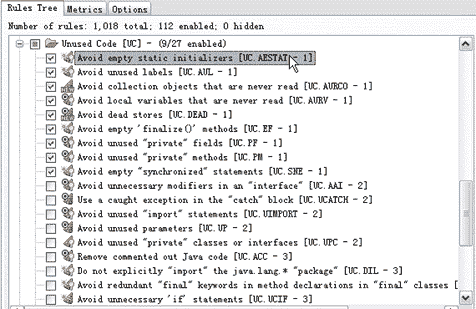 Rules Tree Metrics Options
Number of rules: 1,018 total; 112 enabled; 0 hidden
Unused Code [UC] - (9/27 enabled)
Avoid empty static initializers [UC.AESTAT - 1]
Avoid unused labels [UC.AUL - 1]
Avoid collection objects that are never read [UC.AURCO - 1]
Avoid local variables that are never read [UC.AURV - 1]
Avoid dead stores [UC.DEAD - 1]
Avoid empty 'finalize()' methods [UC.EF - 1]
Avoid unused "private" fields [UC.PF - 1]
Avoid unused "private" methods [UC.PM - 1]
Avoid empty "synchronized" statements [UC.SNE - 1]
Avoid unnecessary modifiers in an "interface" [UC.AAI - 2]
Use a caught exception in the "catch" block [UC.UCATCH - 2]
Avoid unused "import" statements [UC.UIMPORT - 2]
Avoid unused parameters [UC.UP - 2]
Avoid unused "private" classes or interfaces [UC.UPC - 2]
Remove commented out Java code [UC.ACC - 3]
Do not explicitly "import" the java.lang.* "package" [UC.DIL - 3]
Avoid redundant "final" keywords in method declarations in "final" classes [
Avoid unnecessary 'if' statements [UC.UCIF - 3]